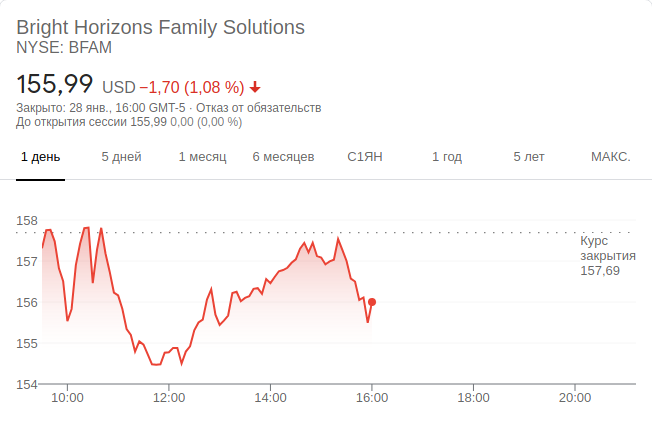 Bright Horizons Family Solutions
NYSE: BFAM
155,99 USD −1,70 (1,08 %)
Закрыто: 28 янв., 16:00 GMT-5 · Отказ от обязательств
До открытия сессии 155,99 0,00 (0,00 %)
1 день 5 дней 1 месяц 6 месяцев С1ЯН 1 год 5 лет МАКС.
158
Курс
закрытия
157,69
157
156
155
154
10:00 12:00 14:00 16:00 18:00 20:00